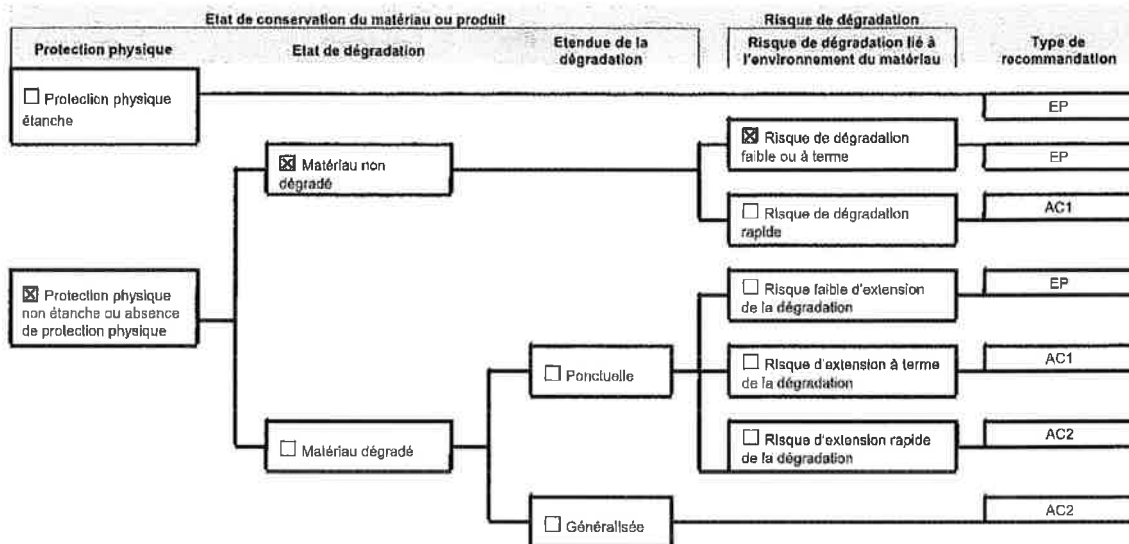 Etat de conservation du matériau ou produit
Risque de dégradation
Protection physique
Etat de dégradation
Etendue de la
dégradation
Risque de dégradation lié à
l'environnement du matériau
Type de
recommandation
☐ Protection physique
étanche
EP
☒ Matériau non
dégradé
☒ Risque de dégradation
faible ou à terme
EP
☐ Risque de dégradation
rapide
AC1
☒ Protection physique
non étanche ou absence
de protection physique
☐ Risque faible d'extension
de la dégradation
EP
☐ Ponctuelle
☐ Risque d'extension à terme
de la dégradation
AC1
☐ Matériau dégradé
☐ Risque d'extension rapide
de la dégradation
AC2
☐ Généralisée
AC2